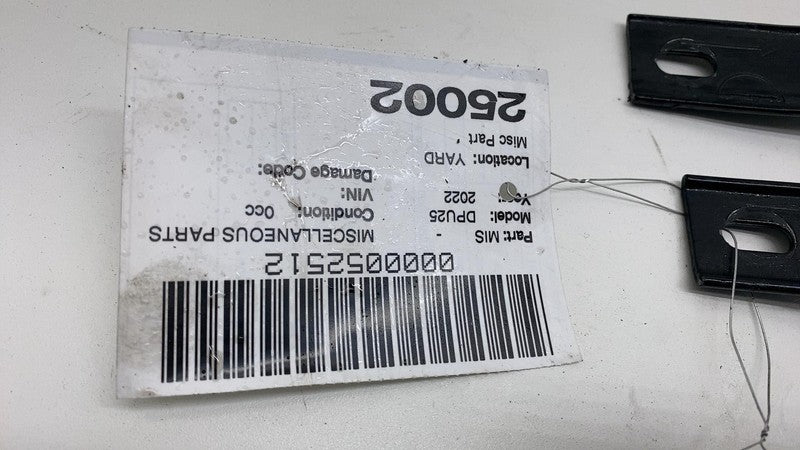 0000052512
Part: MIS - MISCELLANEOUS PARTS
Model: DPU25 Condition: 0cc
Year: 2022 VIN:
Damage Code:
Location: YARD
Misc Part '
25002